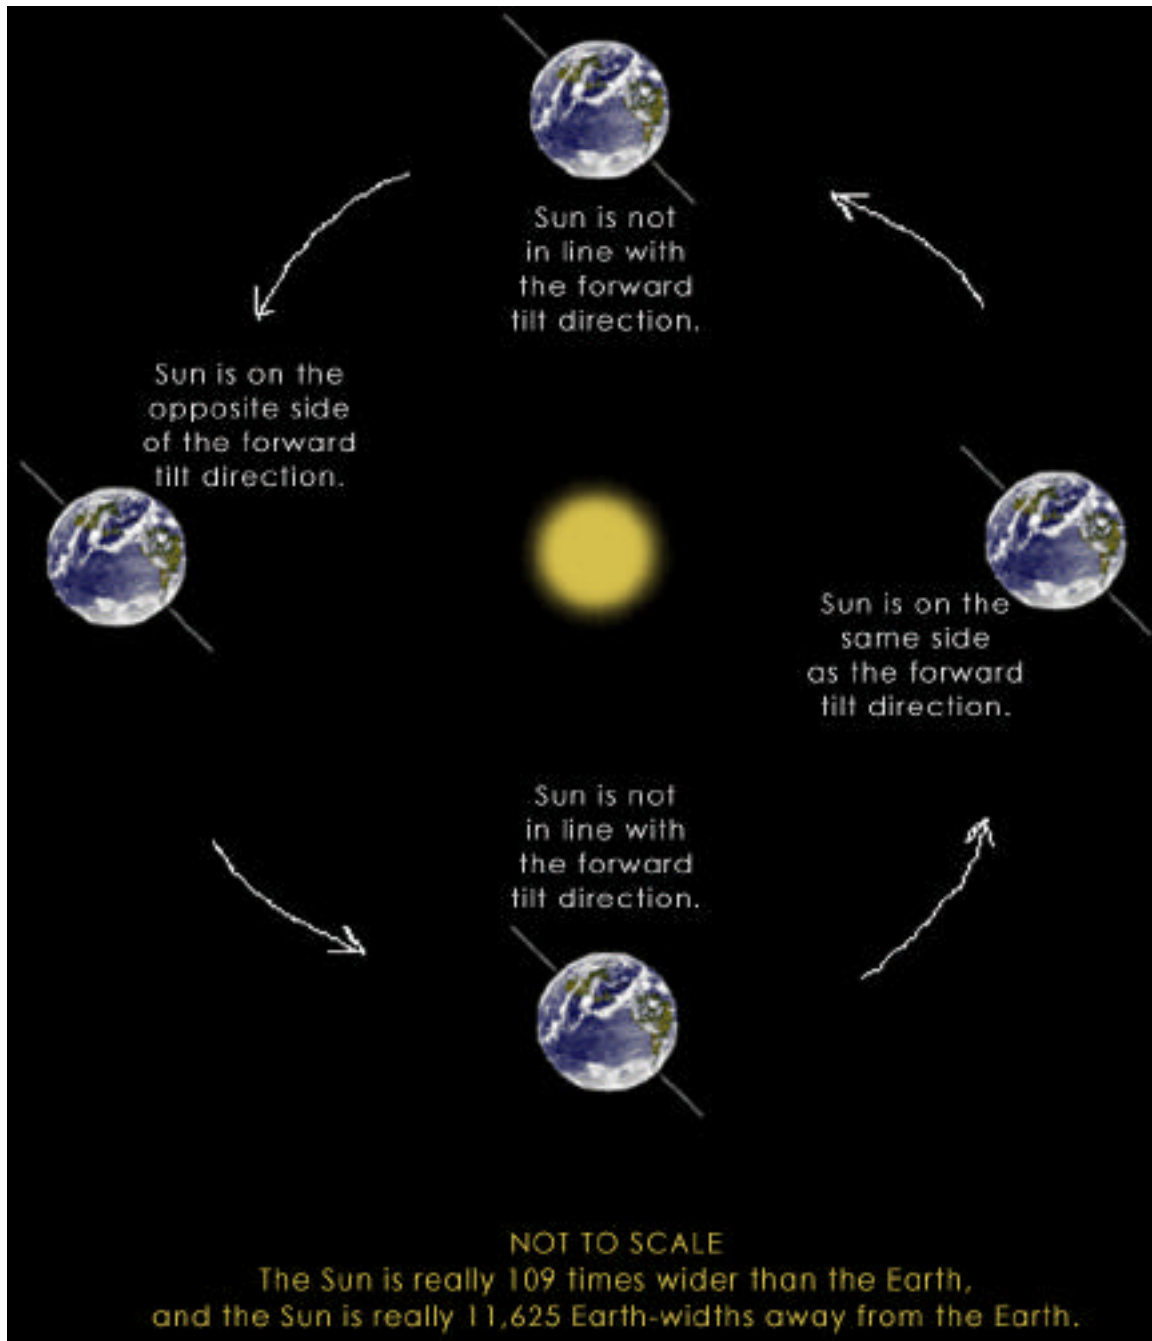 Sun is not
in line with
the forward
tilt direction.
Sun is on the
opposite side
of the forward
tilt direction.
Sun is on the
same side
as the forward
tilt direction.
Sun is not
in line with
the forward
tilt direction.
NOT TO SCALE
The Sun is really 109 times wider than the Earth,
and the Sun is really 11,625 Earth-widths away from the Earth.